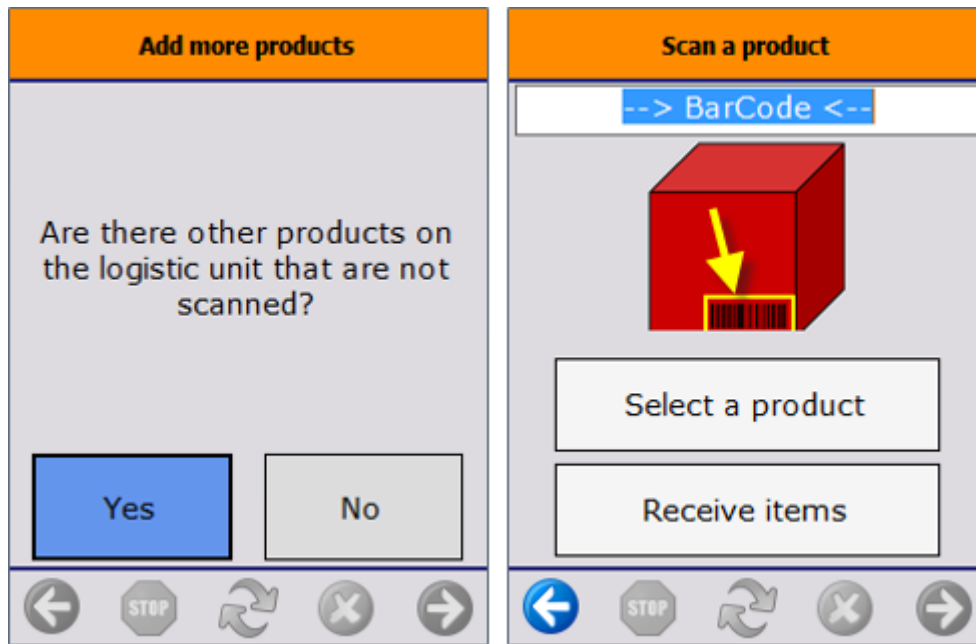 Add more products
Are there other products on
the logistic unit that are not
scanned?
Yes
No
STOP
Scan a product
--> BarCode <--
Select a product
Receive items
STOP